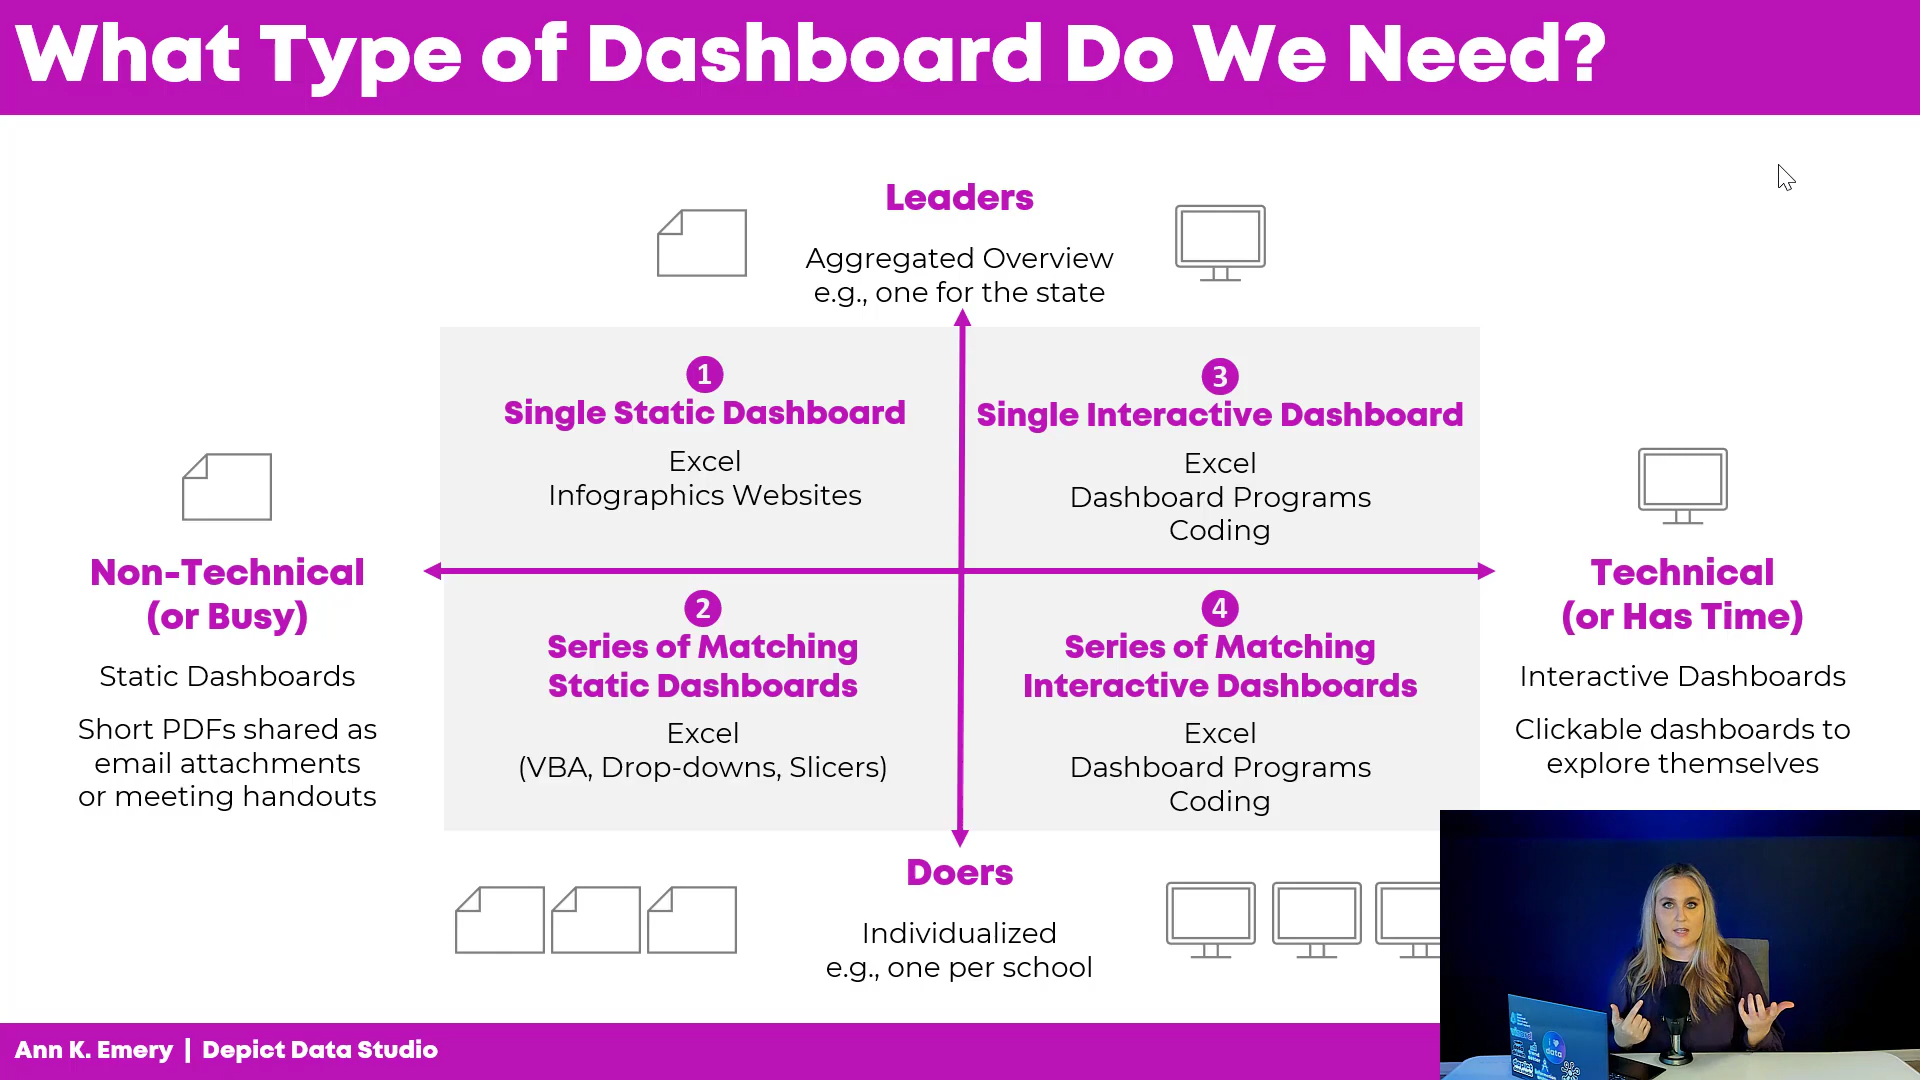 What Type of Dashboard Do We Need?
Leaders
Aggregated Overview
e.g., one for the state
1
Single Static Dashboard
Excel
Infographics Websites
3
Single Interactive Dashboard
Excel
Dashboard Programs
Coding
Non-Technical
(or Busy)
Static Dashboards
Short PDFs shared as
email attachments
or meeting handouts
2
Series of Matching
Static Dashboards
Excel
(VBA, Drop-downs, Slicers)
4
Series of Matching
Interactive Dashboards
Excel
Dashboard Programs
Coding
Technical
(or Has Time)
Interactive Dashboards
Clickable dashboards to
explore themselves
Doers
Individualized
e.g., one per school
Ann K. Emery | Depict Data Studio
i
data